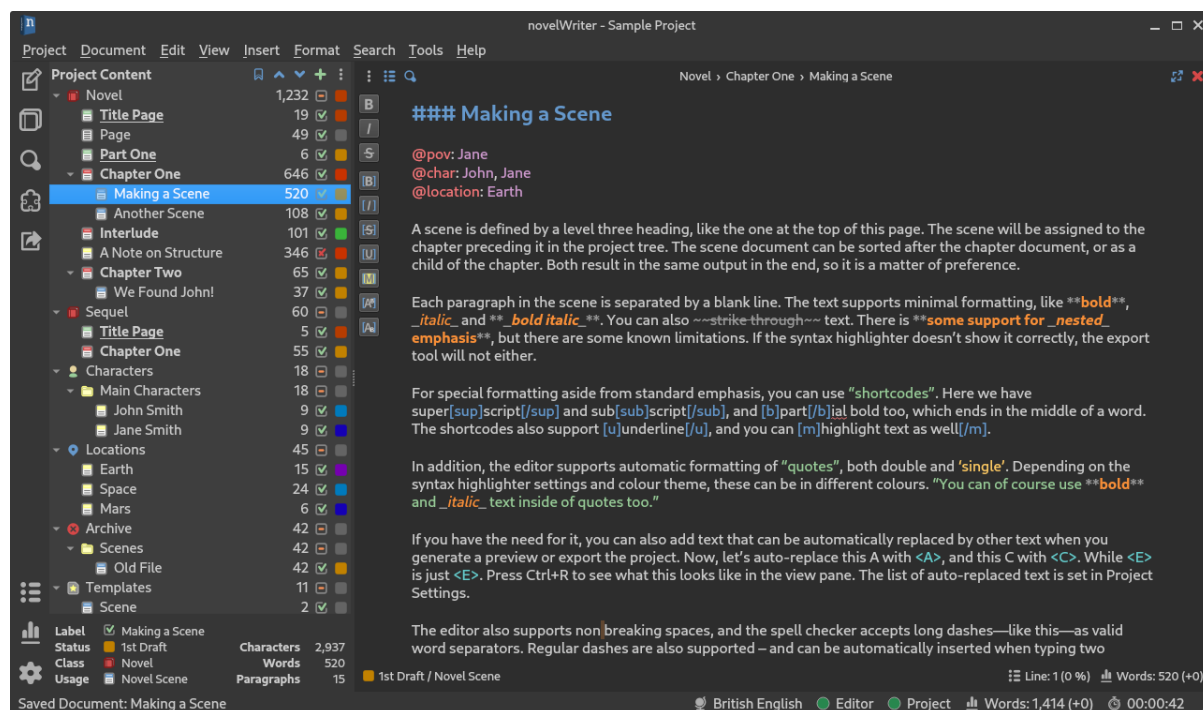 novelWriter - Sample Project
Project Document Edit View Insert Format Search Tools Help
Project Content
Novel 1,232
Title Page 19
Page 49
Part One 6
Chapter One 646
Making a Scene 520
Another Scene 108
Interlude 101
A Note on Structure 346
Chapter Two 65
We Found John! 37
Sequel 60
Title Page 5
Chapter One 55
Characters 18
Main Characters 18
John Smith 9
Jane Smith 9
Locations 45
Earth 15
Space 24
Mars 6
Archive 42
Scenes 42
Old File 42
Templates 11
Scene 2
Label Making a Scene
Status 1st Draft Characters 2,937
Class Novel Words 520
Usage Novel Scene Paragraphs 15
Novel › Chapter One › Making a Scene
B
I
S
[B]
[I]
[S]
[U]
[M]
### Making a Scene
@pov: Jane
@char: John, Jane
@location: Earth
A scene is defined by a level three heading, like the one at the top of this page. The scene will be assigned to the
chapter preceding it in the project tree. The scene document can be sorted after the chapter document, or as a
child of the chapter. Both result in the same output in the end, so it is a matter of preference.
Each paragraph in the scene is separated by a blank line. The text supports minimal formatting, like **bold**,
_italic_ and **_bold italic_**. You can also ~~strike through~~ text. There is **some support for _nested_
emphasis**, but there are some known limitations. If the syntax highlighter doesn’t show it correctly, the export
tool will not either.
For special formatting aside from standard emphasis, you can use “shortcodes”. Here we have
super[sup]script[/sup] and sub[sub]script[/sub], and [b]part[/b]ial bold too, which ends in the middle of a word.
The shortcodes also support [u]underline[/u], and you can [m]highlight text as well[/m].
In addition, the editor supports automatic formatting of “quotes”, both double and ‘single’. Depending on the
syntax highlighter settings and colour theme, these can be in different colours. “You can of course use **bold**
and _italic_ text inside of quotes too.”
If you have the need for it, you can also add text that can be automatically replaced by other text when you
generate a preview or export the project. Now, let’s auto-replace this A with <A>, and this C with <C>. While <E>
is just <E>. Press Ctrl+R to see what this looks like in the view pane. The list of auto-replaced text is set in Project
Settings.
The editor also supports non breaking spaces, and the spell checker accepts long dashes—like this—as valid
word separators. Regular dashes are also supported – and can be automatically inserted when typing two
1st Draft / Novel Scene Line: 1 (0 %) Words: 520 (+0)
Saved Document: Making a Scene British English Editor Project Words: 1,414 (+0) 00:00:42